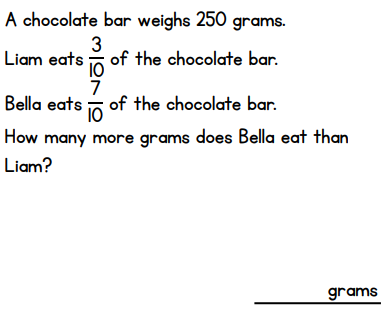 A chocolate bar weighs 250 grams.
Liam eats 3/10 of the chocolate bar.
Bella eats 7/10 of the chocolate bar.
How many more grams does Bella eat than
Liam?
grams